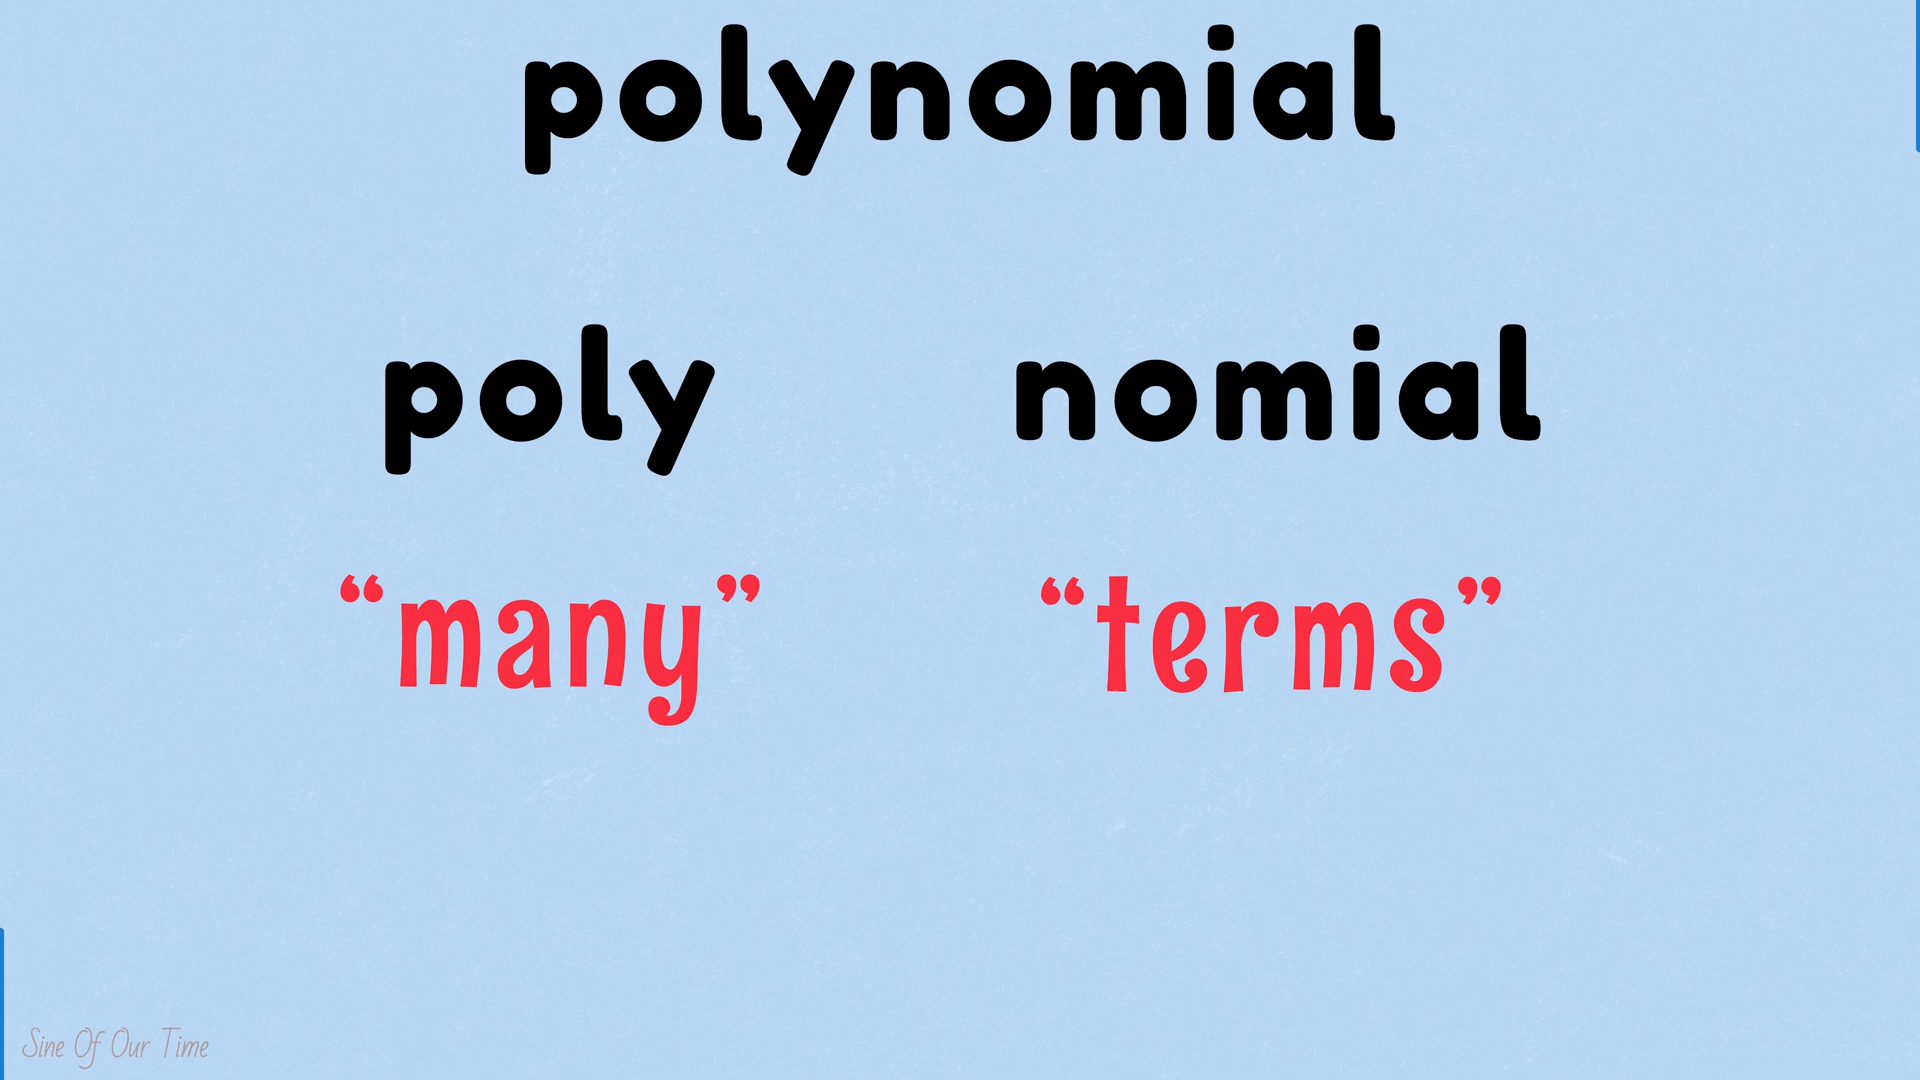 polynomial
poly nomial
“many” “terms”
Sine Of Our Time